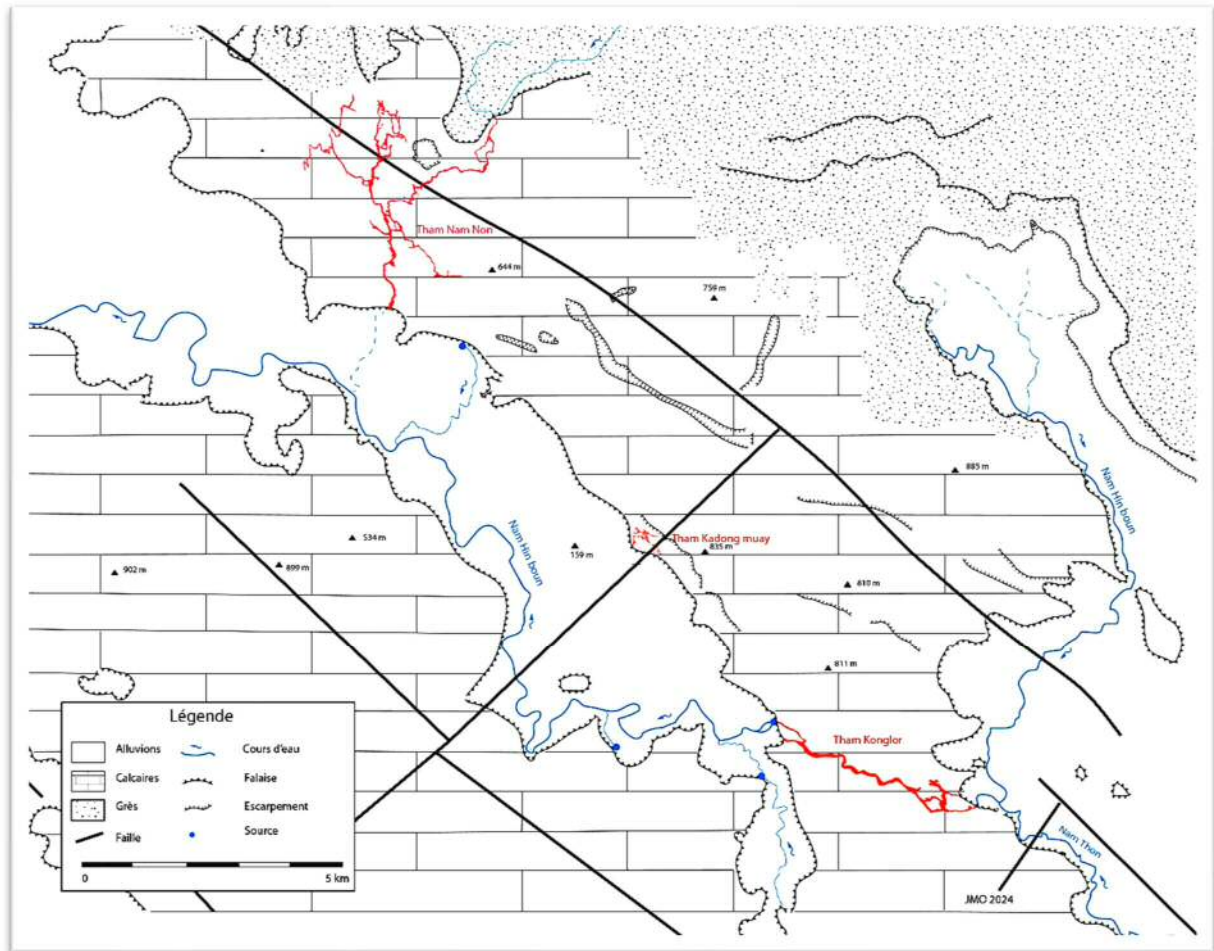 Tham Nam Non
644 m
759 m
885 m
Nam Hin boun
Nam Hin boun
534 m
159 m
Tham Kadong muay
835 m
902 m
899 m
810 m
811 m
Légende
Alluvions
Cours d'eau
Calcaires
Falaise
Grès
Escarpement
Faille
Source
0
5 km
Tham Konglor
Nam Thon
JMO 2024